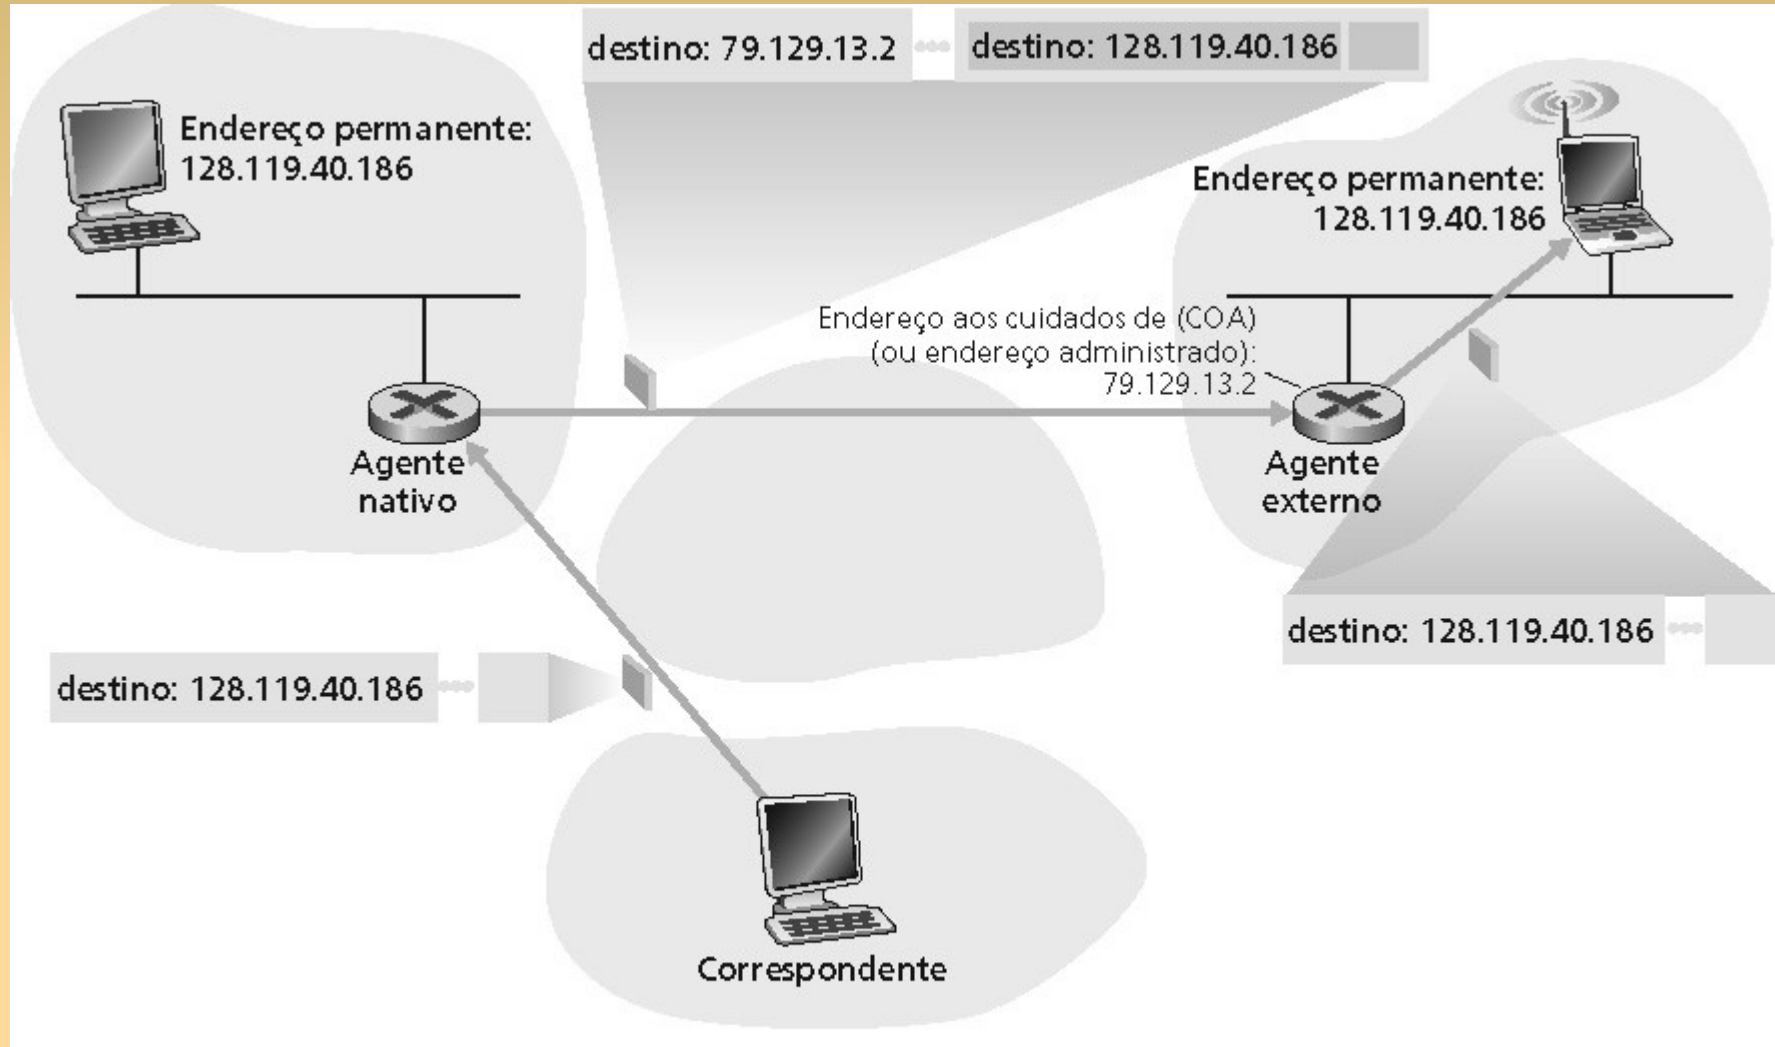 destino: 79.129.13.2
destino: 128.119.40.186
Endereço permanente:
128.119.40.186
Endereço permanente:
128.119.40.186
Endereço aos cuidados de (COA)
(ou endereço administrado):
79.129.13.2
Agente
nativo
Agente
externo
destino: 128.119.40.186
destino: 128.119.40.186
Correspondente